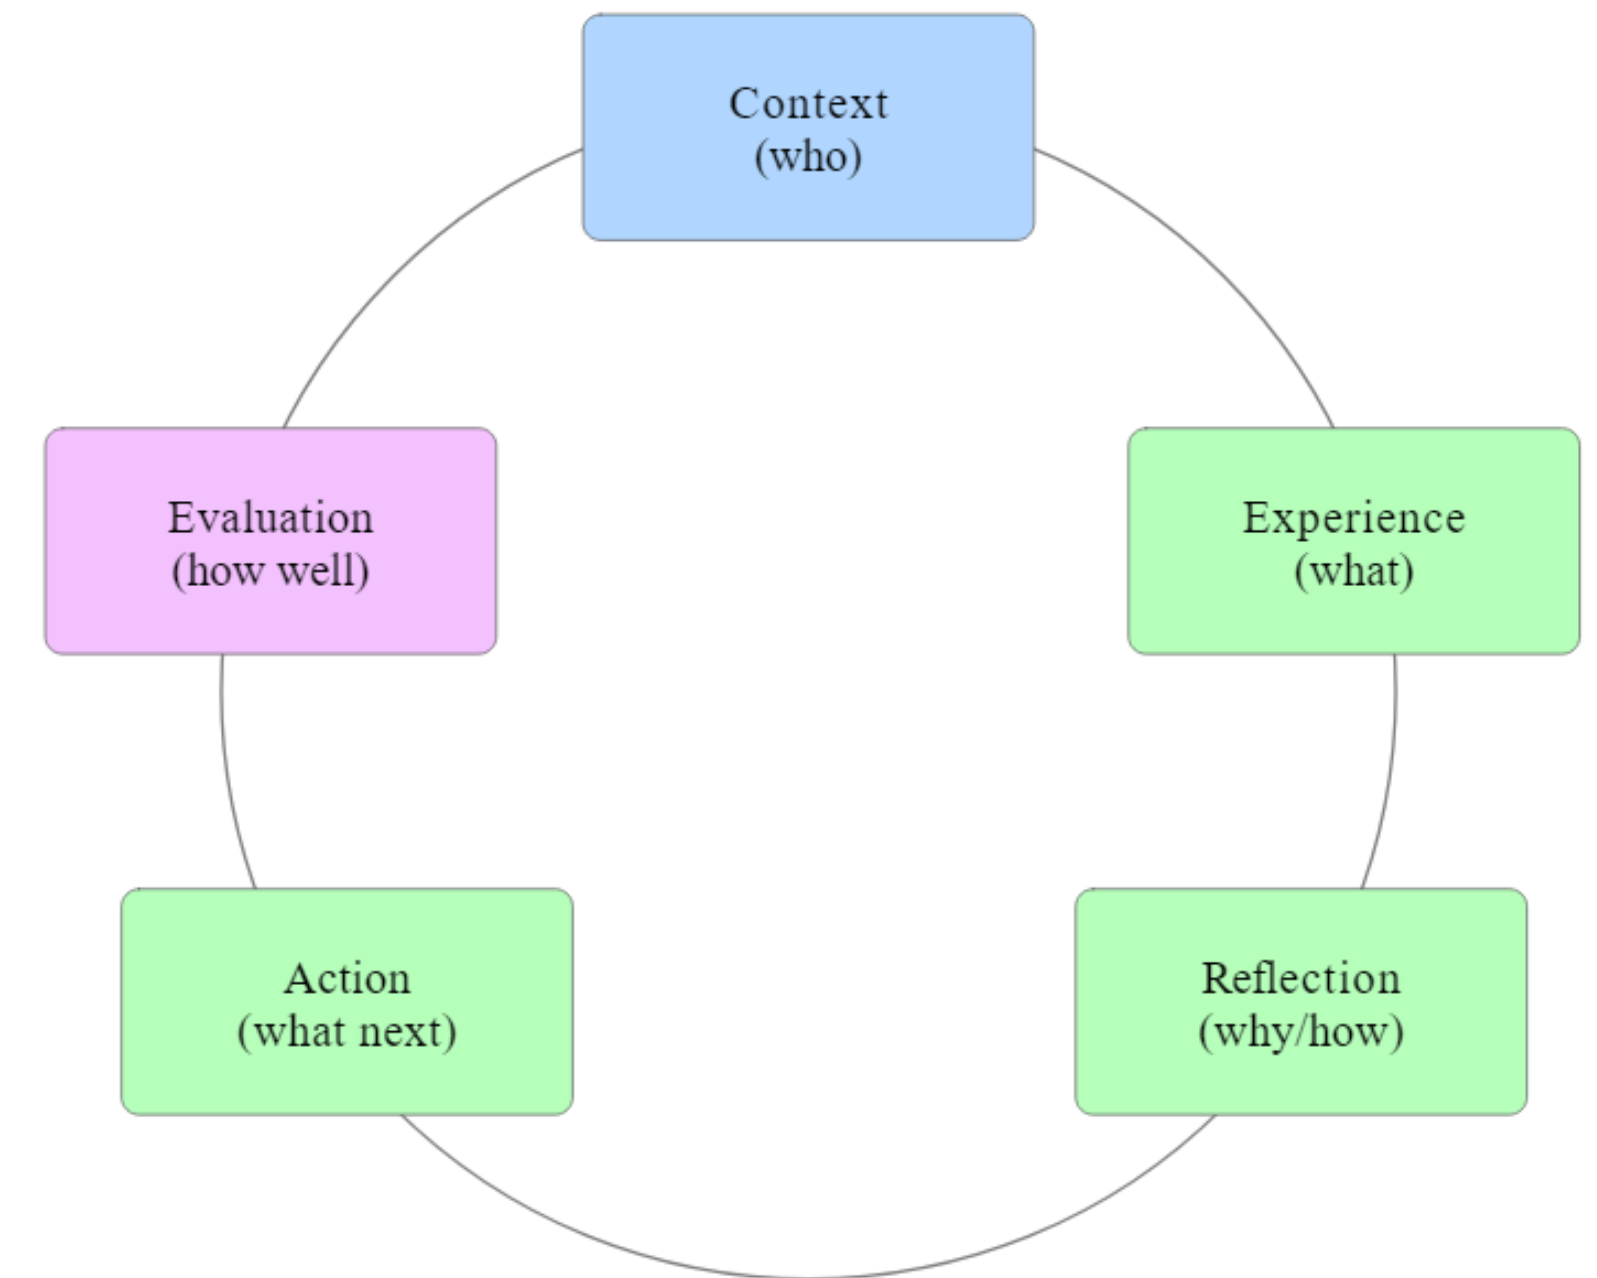 Context
(who)
Experience
(what)
Reflection
(why/how)
Action
(what next)
Evaluation
(how well)